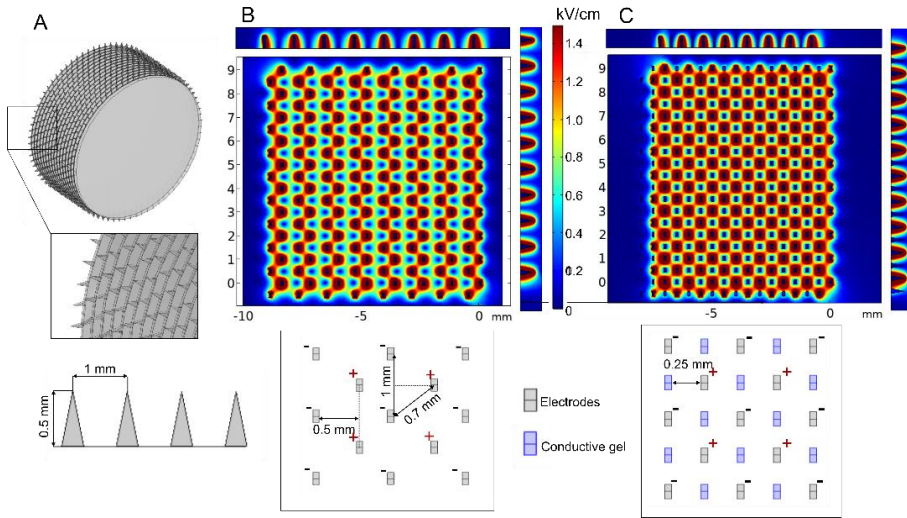 A
B
C
kV/cm
1.4
1.2
1.0
0.8
0.6
0.4
0.2
0
9
8
7
6
5
4
3
2
1
0
-10
-5
0
mm
9
8
7
6
5
4
3
2
1
0
-5
0
mm
1 mm
0.5 mm
- - -
+ +
1 mm
0.7 mm
- - -
0.5 mm
+ +
- - -
Electrodes
Conductive gel
- - -
0.25 mm
+ +
- - -
+ +
- - -